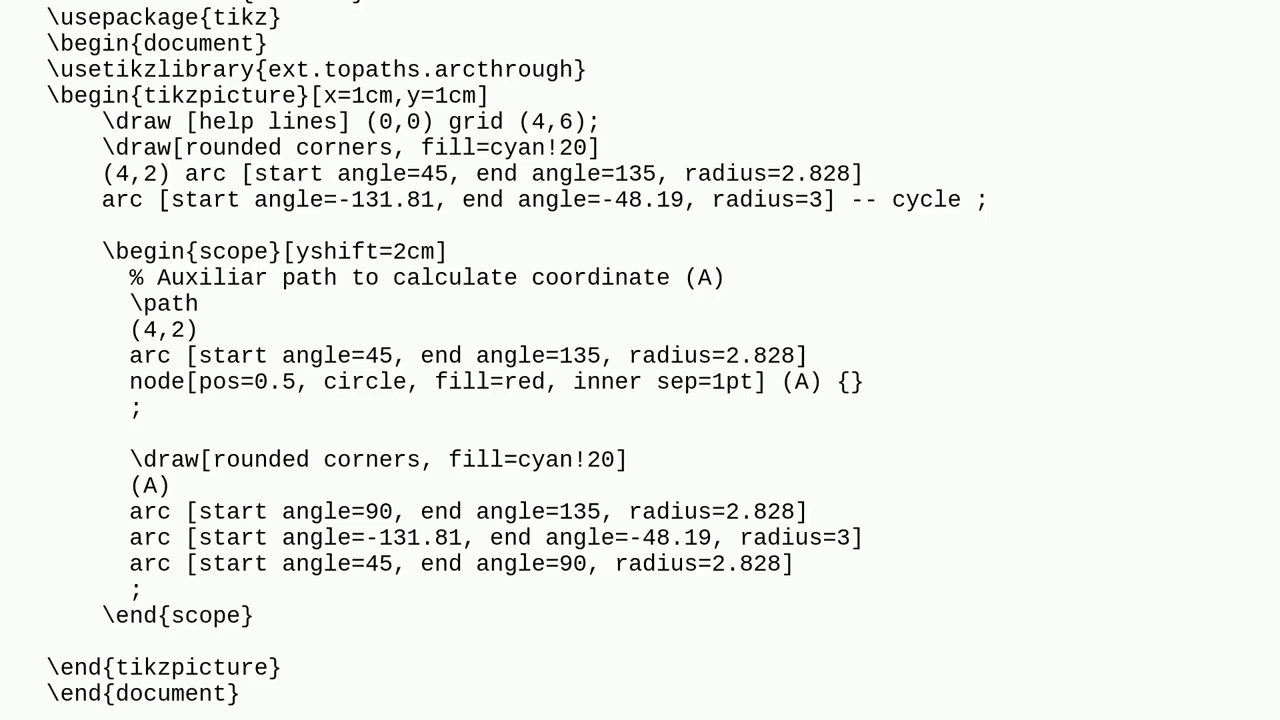 \usepackage{tikz}
\begin{document}
\usetikzlibrary{ext.topaths.arcthrough}
\begin{tikzpicture}[x=1cm,y=1cm]
    \draw [help lines] (0,0) grid (4,6);
    \draw[rounded corners, fill=cyan!20]
    (4,2) arc [start angle=45, end angle=135, radius=2.828]
    arc [start angle=-131.81, end angle=-48.19, radius=3] -- cycle ;

    \begin{scope}[yshift=2cm]
      % Auxiliar path to calculate coordinate (A)
      \path
      (4,2)
      arc [start angle=45, end angle=135, radius=2.828]
      node[pos=0.5, circle, fill=red, inner sep=1pt] (A) {}
      ;

      \draw[rounded corners, fill=cyan!20]
      (A)
      arc [start angle=90, end angle=135, radius=2.828]
      arc [start angle=-131.81, end angle=-48.19, radius=3]
      arc [start angle=45, end angle=90, radius=2.828]
      ;
    \end{scope}

\end{tikzpicture}
\end{document}